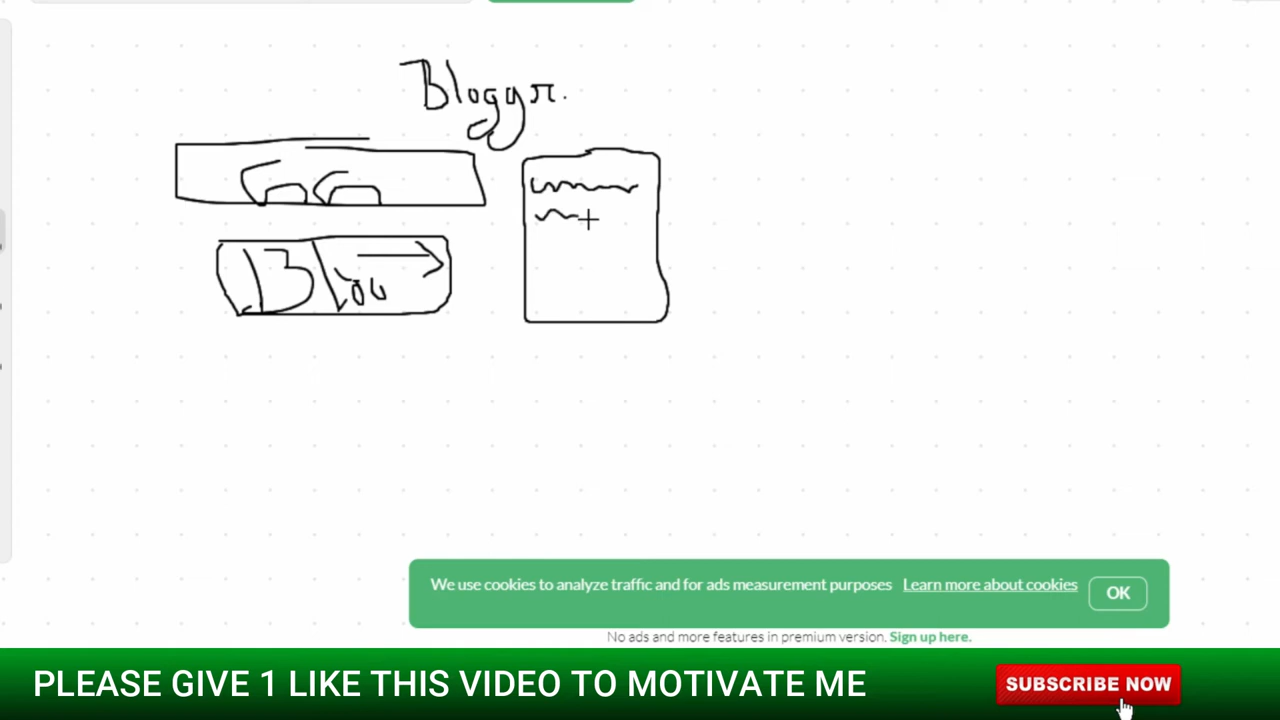 Bloggr.
We use cookies to analyze traffic and for ads measurement purposes Learn more about cookies OK
No ads and more features in premium version. Sign up here.
PLEASE GIVE 1 LIKE THIS VIDEO TO MOTIVATE ME SUBSCRIBE NOW